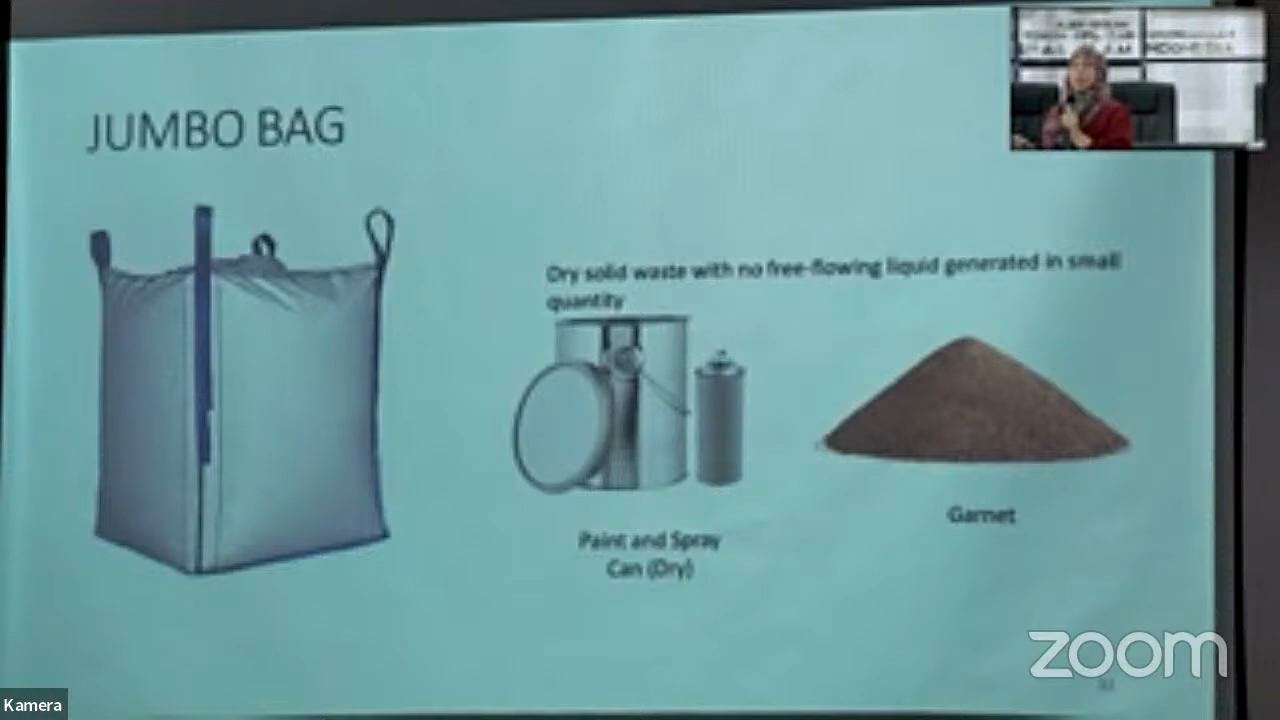 JUMBO BAG
Dry solid waste with no free-flowing liquid generated in small
quantity
Paint and Spray
Can (Dry)
Garnet
zoom
Kamera